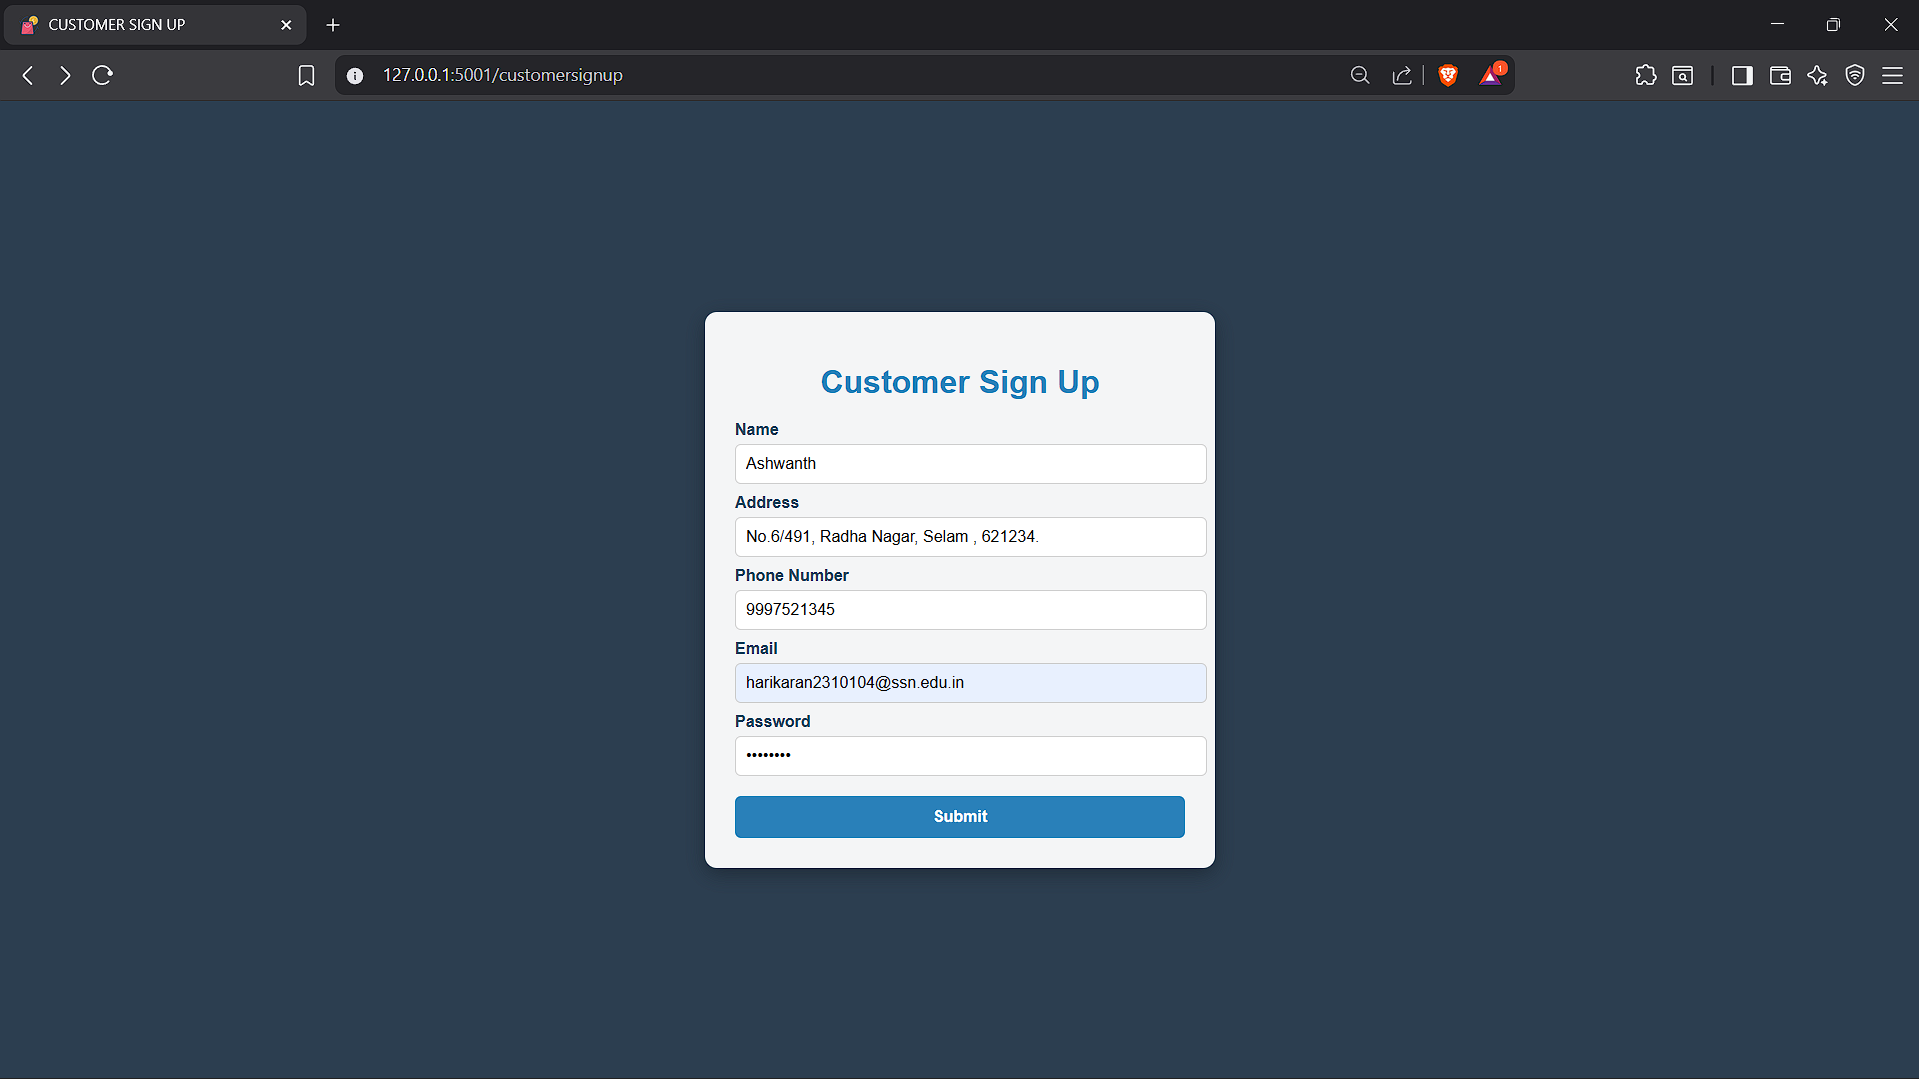 CUSTOMER SIGN UP
127.0.0.1:5001/customersignup
1
Customer Sign Up
Name
Ashwanth
Address
No.6/491, Radha Nagar, Selam , 621234.
Phone Number
9997521345
Email
harikaran2310104@ssn.edu.in
Password
••••••••
Submit